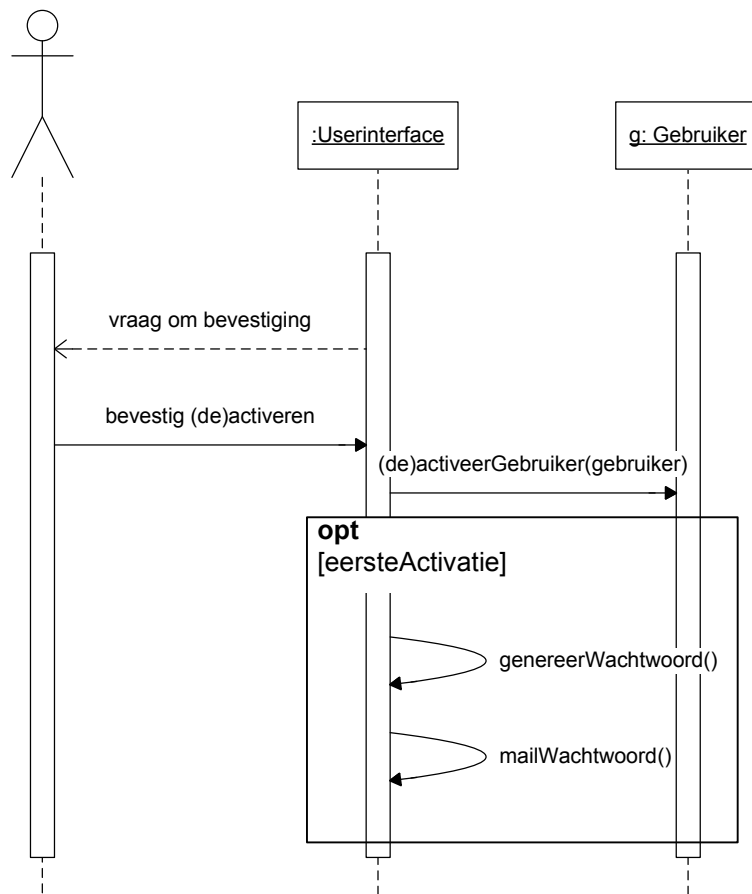 :Userinterface
g: Gebruiker
vraag om bevestiging
bevestig (de)activeren
(de)activeerGebruiker(gebruiker)
opt
[eersteActivatie]
genereerWachtwoord()
mailWachtwoord()